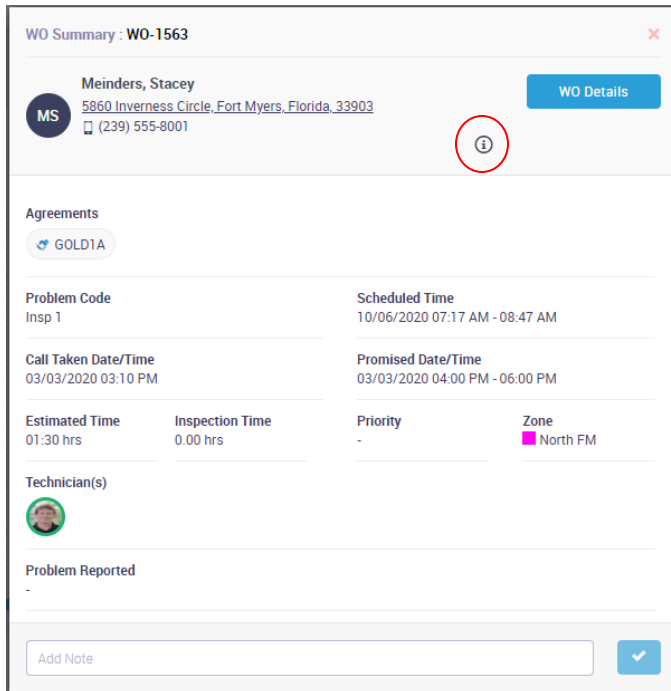 WO Summary : WO-1563
MS
Meinders, Stacey
5860 Inverness Circle, Fort Myers, Florida, 33903
(239) 555-8001
WO Details
Agreements
GOLD1A
Problem Code
Insp 1
Scheduled Time
10/06/2020 07:17 AM - 08:47 AM
Call Taken Date/Time
03/03/2020 03:10 PM
Promised Date/Time
03/03/2020 04:00 PM - 06:00 PM
Estimated Time
01:30 hrs
Inspection Time
0.00 hrs
Priority
-
Zone
North FM
Technician(s)
Problem Reported
-
Add Note